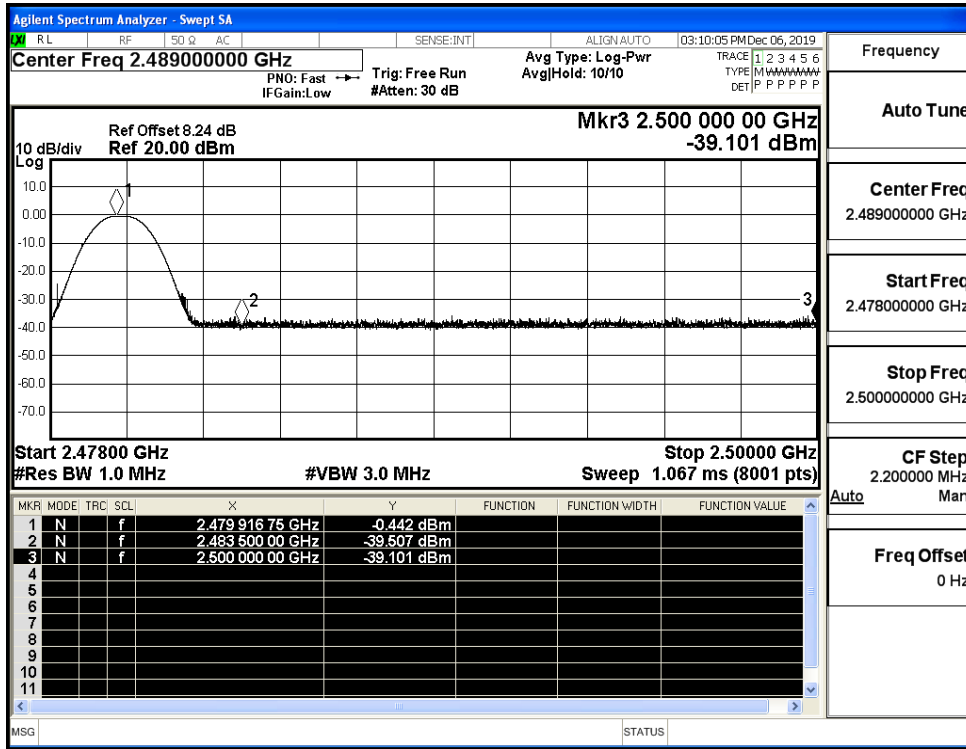 Agilent Spectrum Analyzer - Swept SA
LXI RL RF 50 Ω AC SENSE:INT ALIGN AUTO 03:10:05 PM Dec 06, 2019
Center Freq 2.489000000 GHz
PNO: Fast
IFGain:Low
Trig: Free Run
#Atten: 30 dB
Avg Type: Log-Pwr
Avg|Hold: 10/10
TRACE 1 2 3 4 5 6
TYPE M W W W W W
DET P P P P P P
Ref Offset 8.24 dB
10 dB/div Ref 20.00 dBm
Log
Mkr3 2.500 000 00 GHz
-39.101 dBm
10.0
0.00
-10.0
-20.0
-30.0
-40.0
-50.0
-60.0
-70.0
1
2
3
Start 2.47800 GHz Stop 2.50000 GHz
#Res BW 1.0 MHz #VBW 3.0 MHz Sweep 1.067 ms (8001 pts)
MKR MODE TRC SCL X Y FUNCTION FUNCTION WIDTH FUNCTION VALUE
1 N f 2.479 916 75 GHz -0.442 dBm
2 N f 2.483 500 00 GHz -39.507 dBm
3 N f 2.500 000 00 GHz -39.101 dBm
4
5
6
7
8
9
10
11
MSG STATUS
Frequency
Auto Tune
Center Freq
2.489000000 GHz
Start Freq
2.478000000 GHz
Stop Freq
2.500000000 GHz
CF Step
2.200000 MHz
Auto Man
Freq Offset
0 Hz